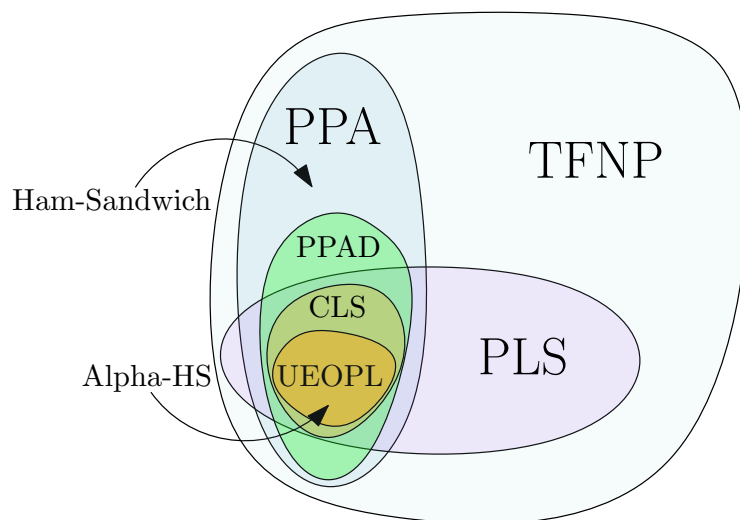 PPA
TFNP
Ham-Sandwich
PPAD
CLS
PLS
Alpha-HS
UEOPL